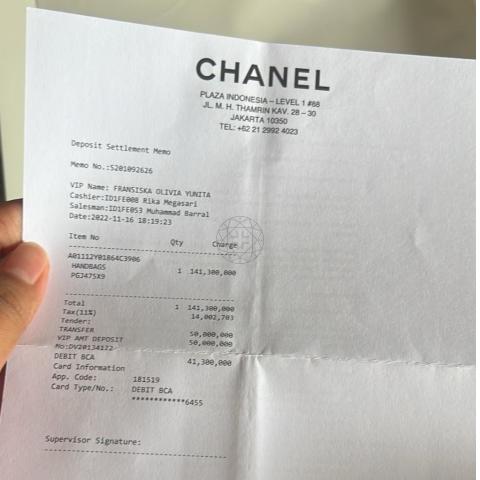 CHANEL
PLAZA INDONESIA – LEVEL 1 #68
JL. M. H. THAMRIN KAV. 28 – 30
JAKARTA 10350
TEL: +62 21 2992 4023
Deposit Settlement Memo
Memo No.:S201092626
VIP Name: FRANSISKA OLIVIA YUNITA
Cashier:ID1FE008 Rika Megasari
Salesman:ID1FE053 Muhammad Barral
Date:2022-11-16 18:19:23
Item No Qty Charge
A01112Y01864C3906
HANDBAGS 1 141,300,000
PGJ475X9
Total 1 141,300,000
Tax(11%) 14,002,703
Tender:
TRANSFER 50,000,000
VIP AMT DEPOSIT 50,000,000
No:DV20134122
DEBIT BCA 41,300,000
Card Information
App. Code: 181519
Card Type/No.: DEBIT BCA
************6455
Supervisor Signature: